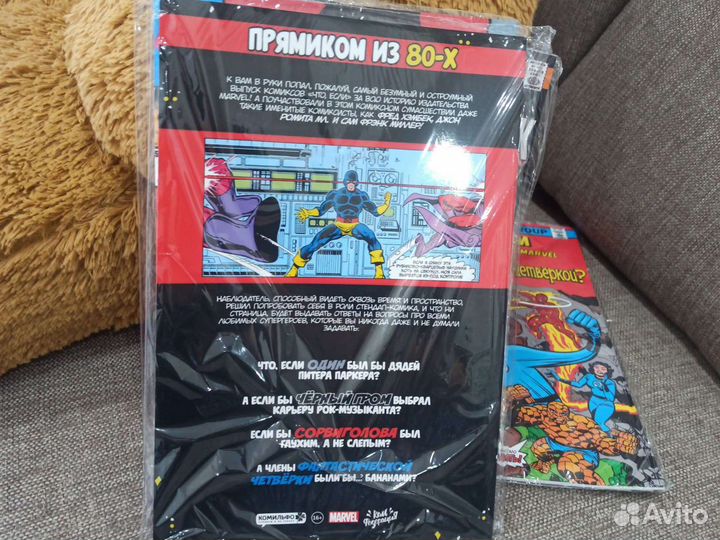 ПРЯМИКОМ ИЗ 80-Х
К ВАМ В РУКИ ПОПАЛ, ПОЖАЛУЙ, САМЫЙ БЕЗУМНЫЙ И ОСТРОУМНЫЙ
ВЫПУСК КОМИКСОВ «ЧТО, ЕСЛИ» ЗА ВСЮ ИСТОРИЮ ИЗДАТЕЛЬСТВА
MARVEL! А ПОУЧАСТВОВАЛИ В ЭТОМ КОМИКСНОМ СУМАСШЕСТВИИ ДАЖЕ
ТАКИЕ ИМЕНИТЫЕ КОМИКСИСТЫ, КАК ФРЕД ХЭМБЕК, ДЖОН
РОМИТА МЛ. И САМ ФРЭНК МИЛЛЕР!
НАБЛЮДАТЕЛЬ, СПОСОБНЫЙ ВИДЕТЬ СКВОЗЬ ВРЕМЯ И ПРОСТРАНСТВО,
РЕШИЛ ПОПРОБОВАТЬ СЕБЯ В РОЛИ СТЕНДАП-КОМИКА, И ЧТО НИ
СТРАНИЦА, БУДЕТ ВЫДАВАТЬ ОТВЕТЫ НА ВОПРОСЫ ПРО ВСЕМИ
ЛЮБИМЫХ СУПЕРГЕРОЕВ, КОТОРЫЕ ВЫ НИКОГДА ДАЖЕ И НЕ ДУМАЛИ
ЗАДАВАТЬ:
ЧТО, ЕСЛИ ОДИН БЫЛ БЫ ДЯДЕЙ
ПИТЕРА ПАРКЕРА?
А ЕСЛИ БЫ ЧЁРНЫЙ ГРОМ ВЫБРАЛ
КАРЬЕРУ РОК-МУЗЫКАНТА?
ЕСЛИ БЫ СОРВИГОЛОВА БЫЛ
ГЛУХИМ, А НЕ СЛЕПЫМ?
А ЧЛЕНЫ ФАНТАСТИЧЕСКОЙ
ЧЕТВЁРКИ БЫЛИ БЫ... БАНАНАМИ?
КОМИЛЬФО
16+
MARVEL
Комм Федерация
GROUP
MARVEL
ЧЕТВЁРКОЙ?
Avito